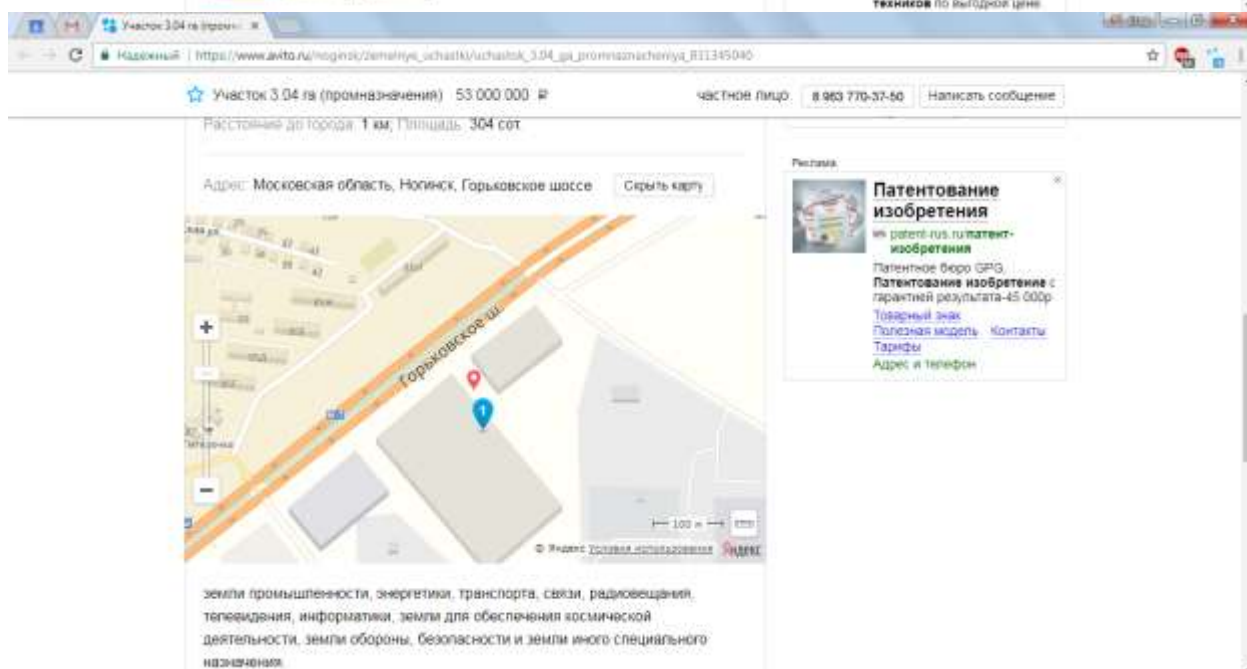 техников по выгодной цене
Участок 3.04 га (промна
Надежный | https://www.avito.ru/noginsk/zemelnye_uchastki/uchastok_3.04_ga_promnaznacheniya_811345046
Участок 3.04 га (промназначения) 53 000 000 ₽
частное лицо 8 963 770-37-50 Написать сообщение
Расстояние до города: 1 км; Площадь: 304 сот.
Адрес: Московская область, Ногинск, Горьковское шоссе Скрыть карту
Горьковское ш.
1
100 м
© Яндекс Условия использования Яндекс
земли промышленности, энергетики, транспорта, связи, радиовещания,
телевидения, информатики, земли для обеспечения космической
деятельности, земли обороны, безопасности и земли иного специального
назначения
Реклама
Патентование
изобретения
patent-rus.ru/патент-
изобретения
Патентное бюро GPG.
Патентование изобретение с
гарантией результата-45 000р
Товарный знак
Полезная модель Контакты
Тарифы
Адрес и телефон